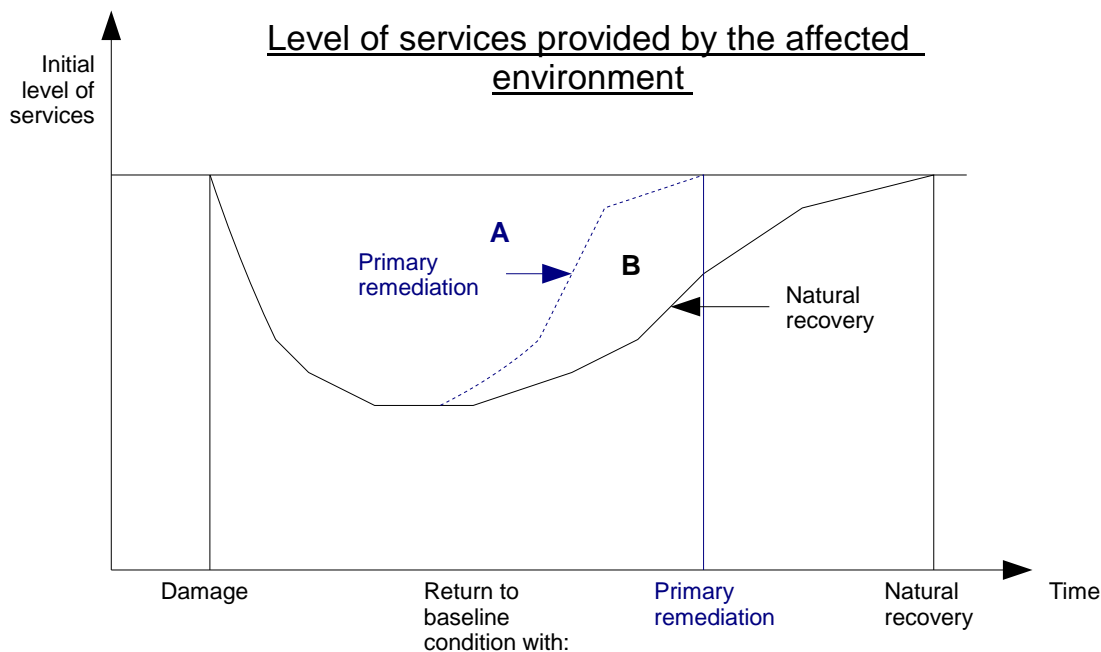 Level of services provided by the affected
environment
Initial
level of
services
A
Primary
remediation
B
Natural
recovery
Damage
Return to
baseline
condition with:
Primary
remediation
Natural
recovery
Time